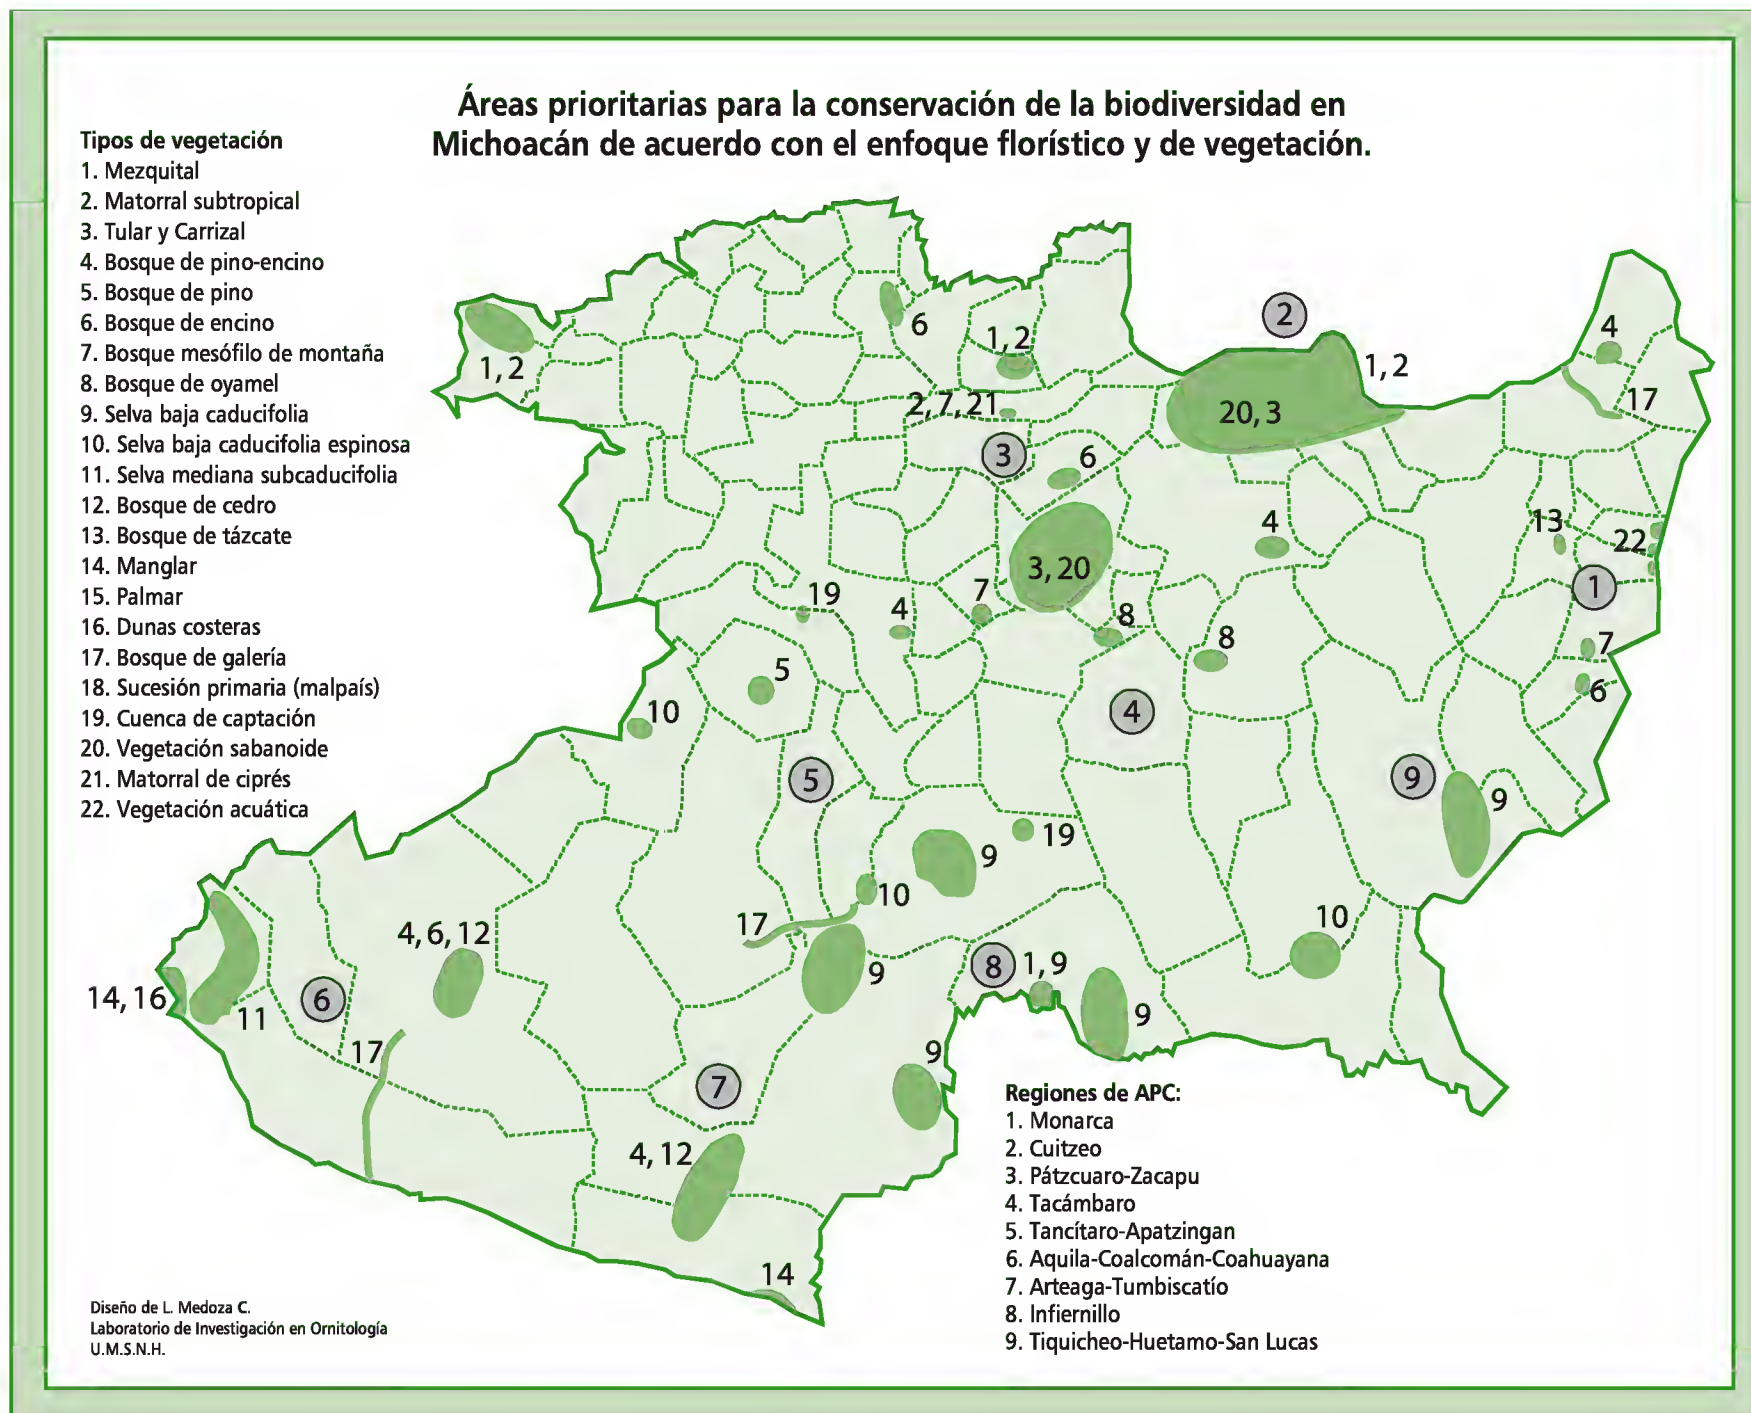 Áreas prioritarias para la conservación de la biodiversidad en
Michoacán de acuerdo con el enfoque florístico y de vegetación.
Tipos de vegetación
1. Mezquital
2. Matorral subtropical
3. Tular y Carrizal
4. Bosque de pino-encino
5. Bosque de pino
6. Bosque de encino
7. Bosque mesófilo de montaña
8. Bosque de oyamel
9. Selva baja caducifolia
10. Selva baja caducifolia espinosa
11. Selva mediana subcaducifolia
12. Bosque de cedro
13. Bosque de tázcate
14. Manglar
15. Palmar
16. Dunas costeras
17. Bosque de galería
18. Sucesión primaria (malpaís)
19. Cuenca de captación
20. Vegetación sabanoide
21. Matorral de ciprés
22. Vegetación acuática
2
6
1, 2
4
1, 2
1, 2
17
2, 7, 21
20, 3
3
6
4
13
22
3, 20
1
19
4
7
8
8
7
5
6
10
4
5
9
9
19
9
10
17
10
4, 6, 12
9
8
1, 9
14, 16
11
6
9
17
9
7
4, 12
14
Regiones de APC:
1. Monarca
2. Cuitzeo
3. Pátzcuaro-Zacapu
4. Tacámbaro
5. Tancítaro-Apatzingan
6. Aquila-Coalcomán-Coahuayana
7. Arteaga-Tumbiscatío
8. Infiernillo
9. Tiquicheo-Huetamo-San Lucas
Diseño de L. Medoza C.
Laboratorio de Investigación en Ornitología
U.M.S.N.H.